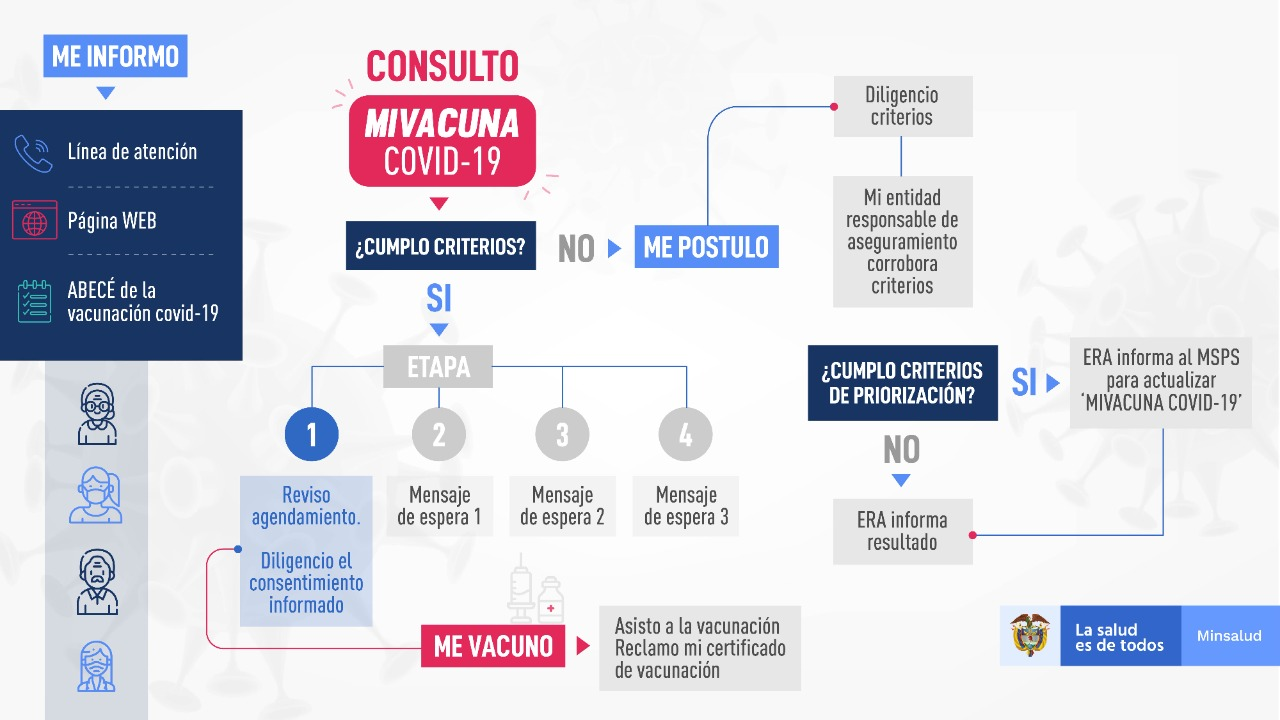 ME INFORMO
Línea de atención
Página WEB
ABECÉ de la
vacunación covid-19
CONSULTO
MIVACUNA
COVID-19
¿CUMPLO CRITERIOS?
NO
ME POSTULO
Diligencio
criterios
Mi entidad
responsable de
aseguramiento
corrobora
criterios
SI
ETAPA
1
2
3
4
Reviso
agendamiento.
Diligencio el
consentimiento
informado
Mensaje
de espera 1
Mensaje
de espera 2
Mensaje
de espera 3
¿CUMPLO CRITERIOS
DE PRIORIZACIÓN?
SI
ERA informa al MSPS
para actualizar
‘MIVACUNA COVID-19’
NO
ERA informa
resultado
ME VACUNO
Asisto a la vacunación
Reclamo mi certificado
de vacunación
La salud
es de todos
Minsalud